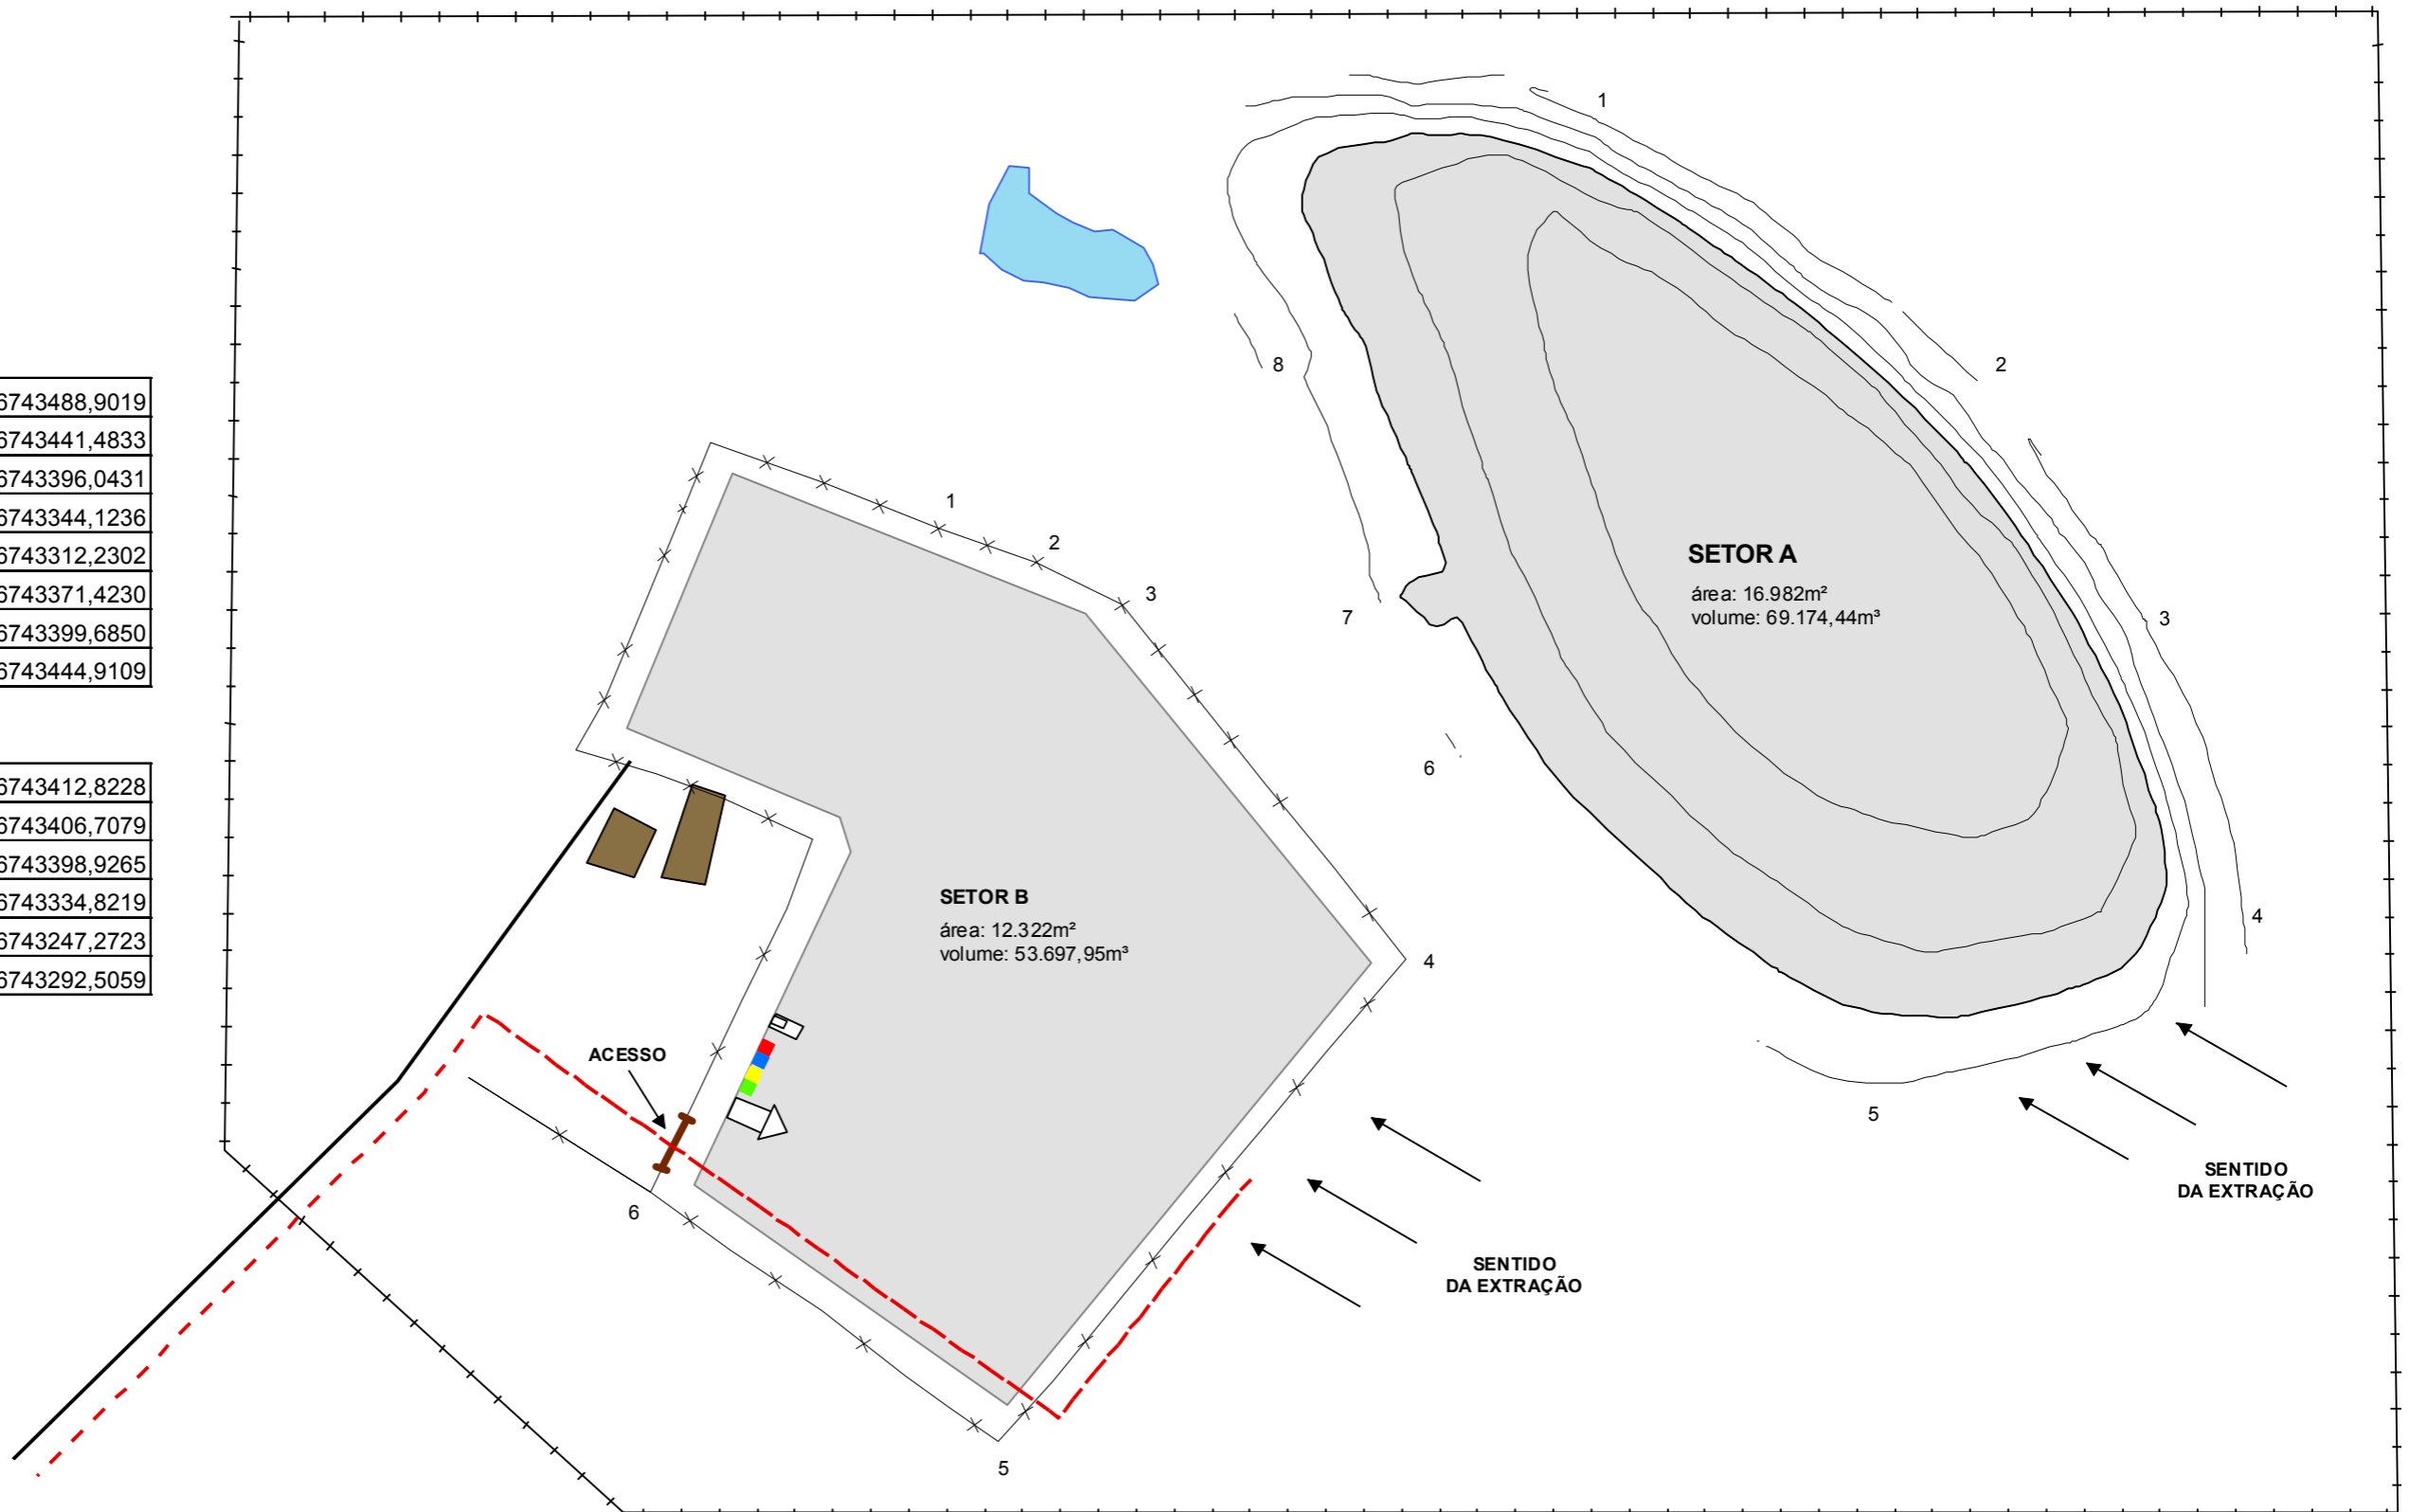 6743488,9019
6743441,4833
6743396,0431
6743344,1236
6743312,2302
6743371,4230
6743399,6850
6743444,9109
6743412,8228
6743406,7079
6743398,9265
6743334,8219
6743247,2723
6743292,5059
1
2
3
4
5
6
7
8
SETOR A
área: 16.982m²
volume: 69.174,44m³
1
2
3
4
5
6
SETOR B
área: 12.322m²
volume: 53.697,95m³
ACESSO
SENTIDO
DA EXTRAÇÃO
SENTIDO
DA EXTRAÇÃO